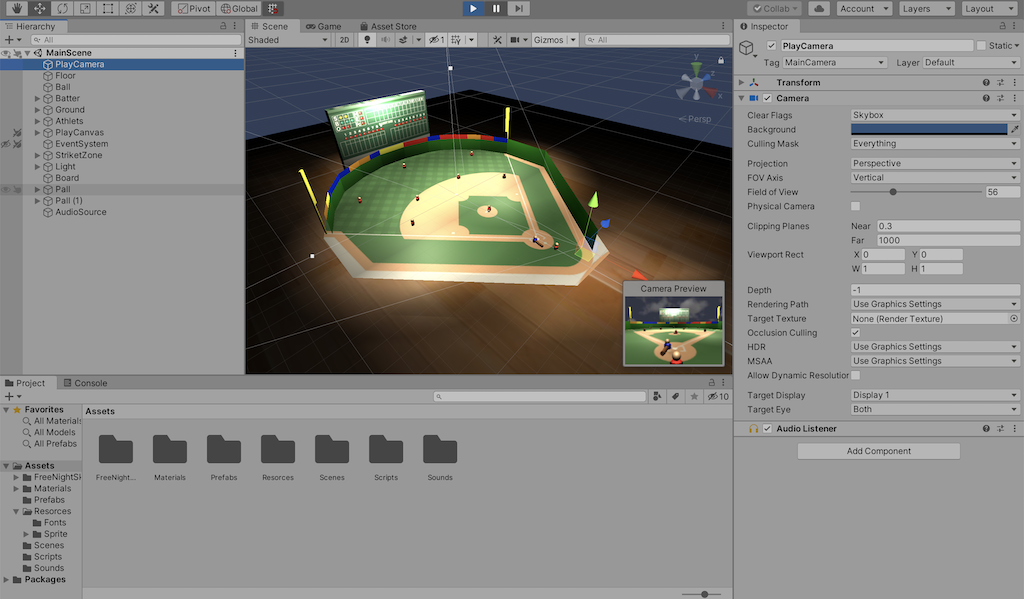 Pivot Global Collab Account Layers Layout
Hierarchy
All
MainScene
PlayCamera
Floor
Ball
Batter
Ground
Athlets
PlayCanvas
EventSystem
StriketZone
Light
Board
Pall
Pall (1)
AudioSource
Scene Game Asset Store
Shaded 2D 1 Gizmos All
y
x
Persp
Camera Preview
Inspector
PlayCamera Static
Tag MainCamera Layer Default
Transform
Camera
Clear Flags Skybox
Background
Culling Mask Everything
Projection Perspective
FOV Axis Vertical
Field of View 56
Physical Camera
Clipping Planes Near 0.3
Far 1000
Viewport Rect X 0 Y 0
W 1 H 1
Depth -1
Rendering Path Use Graphics Settings
Target Texture None (Render Texture)
Occlusion Culling
HDR Use Graphics Settings
MSAA Use Graphics Settings
Allow Dynamic Resolution
Target Display Display 1
Target Eye Both
Audio Listener
Add Component
Project Console
10
Favorites
All Materials
All Models
All Prefabs
Assets
FreeNightSk
Materials
Prefabs
Resorces
Fonts
Sprite
Scenes
Scripts
Sounds
Packages
Assets
FreeNight... Materials Prefabs Resorces Scenes Scripts Sounds